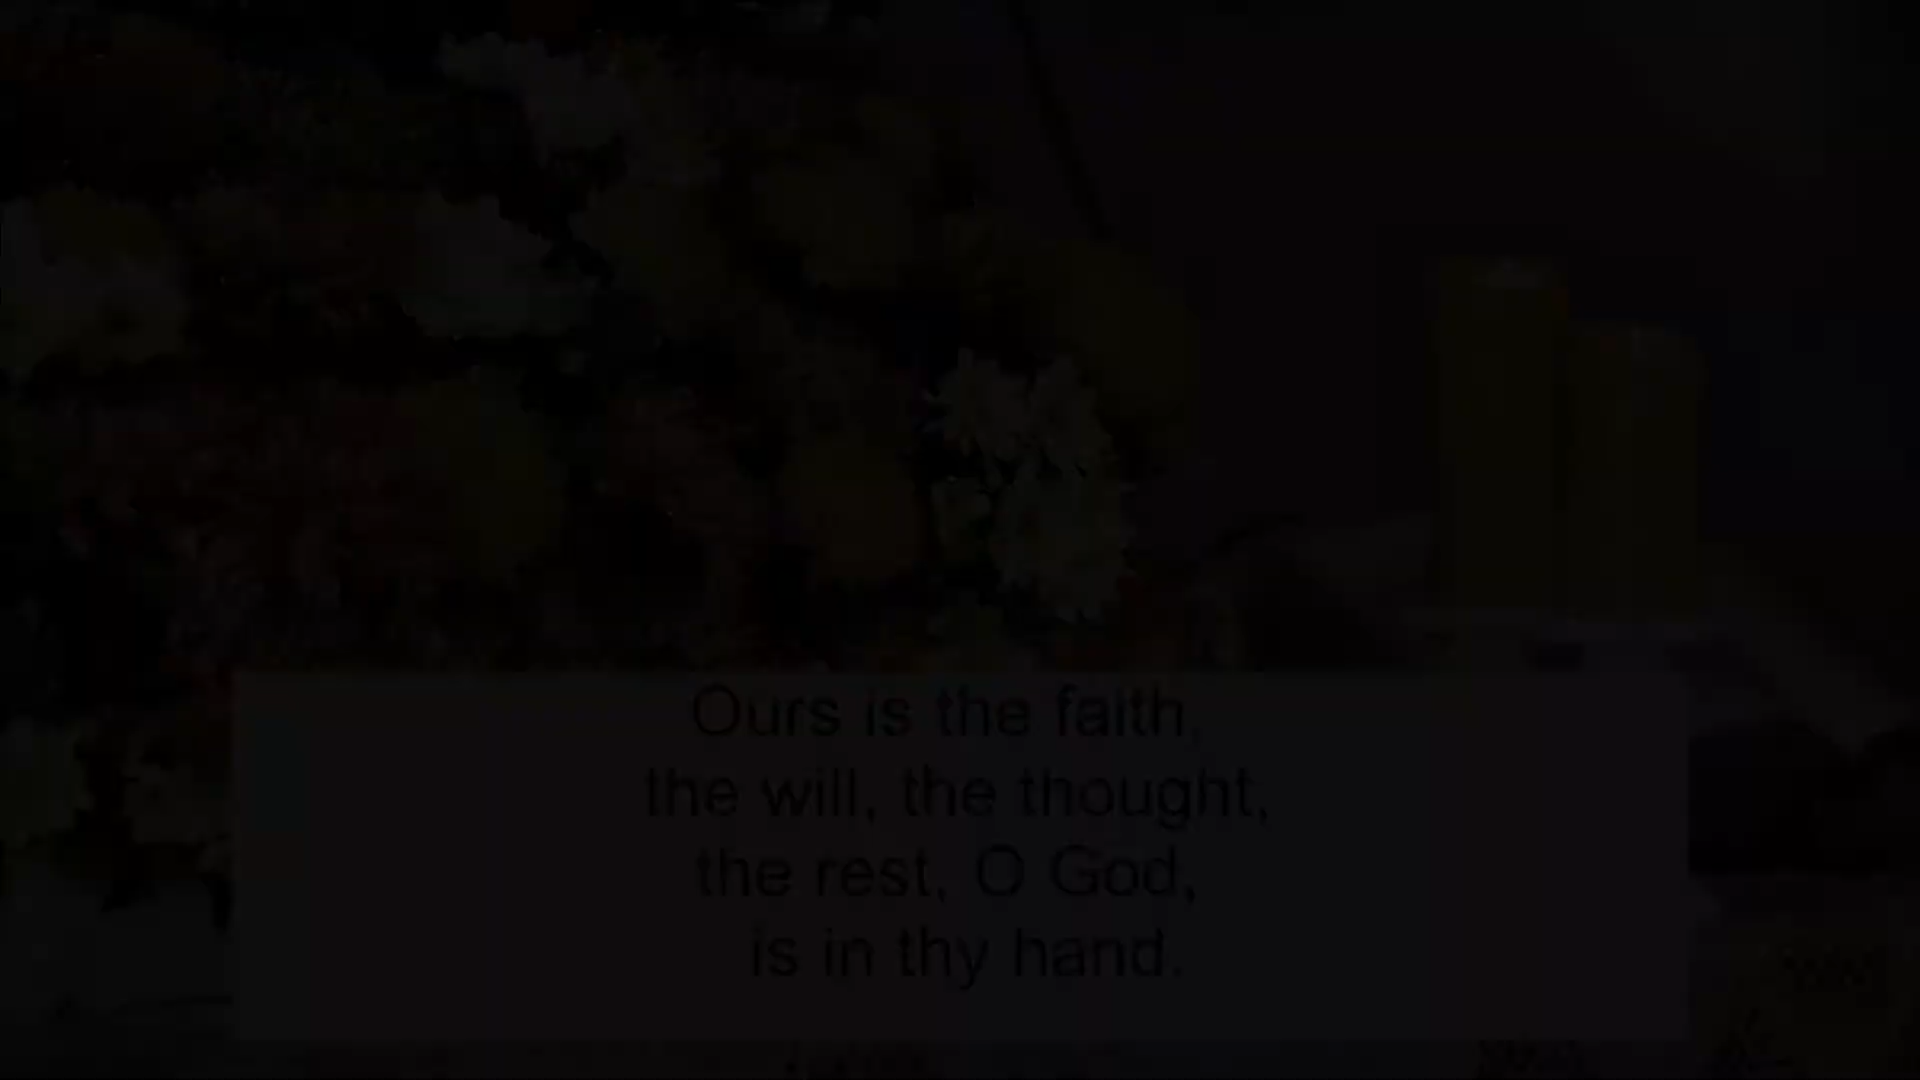 Ours is the faith,
the will, the thought,
the rest, O God,
is in thy hand.